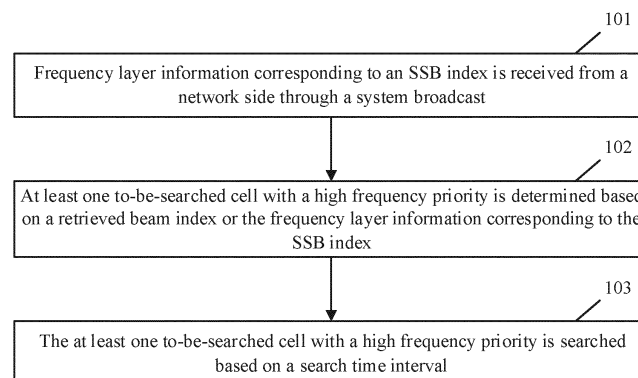 101
Frequency layer information corresponding to an SSB index is received from a
network side through a system broadcast
102
At least one to-be-searched cell with a high frequency priority is determined based
on a retrieved beam index or the frequency layer information corresponding to the
SSB index
103
The at least one to-be-searched cell with a high frequency priority is searched
based on a search time interval